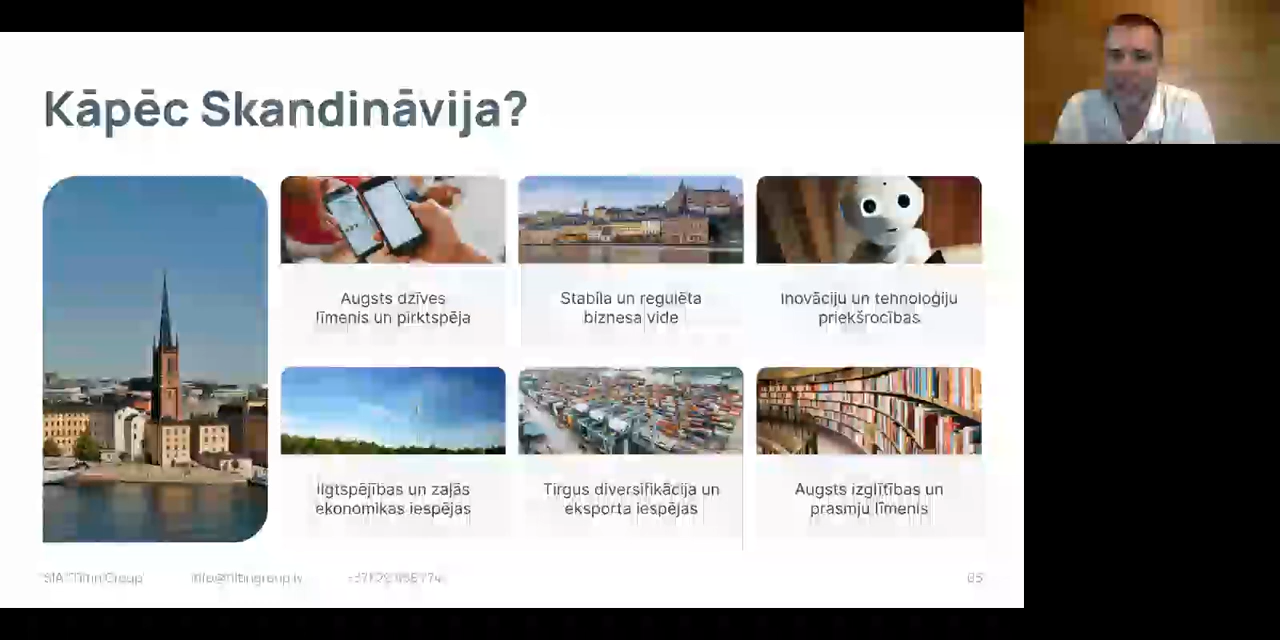 Kāpēc Skandināvija?
Augsts dzīves
līmenis un pirktspēja
Stabila un regulēta
biznesa vide
Inovāciju un tehnoloģiju
priekšrocības
Ilgtspējības un zaļās
ekonomikas iespējas
Tirgus diversifikācija un
eksporta iespējas
Augsts izglītības un
prasmju līmenis
SIA